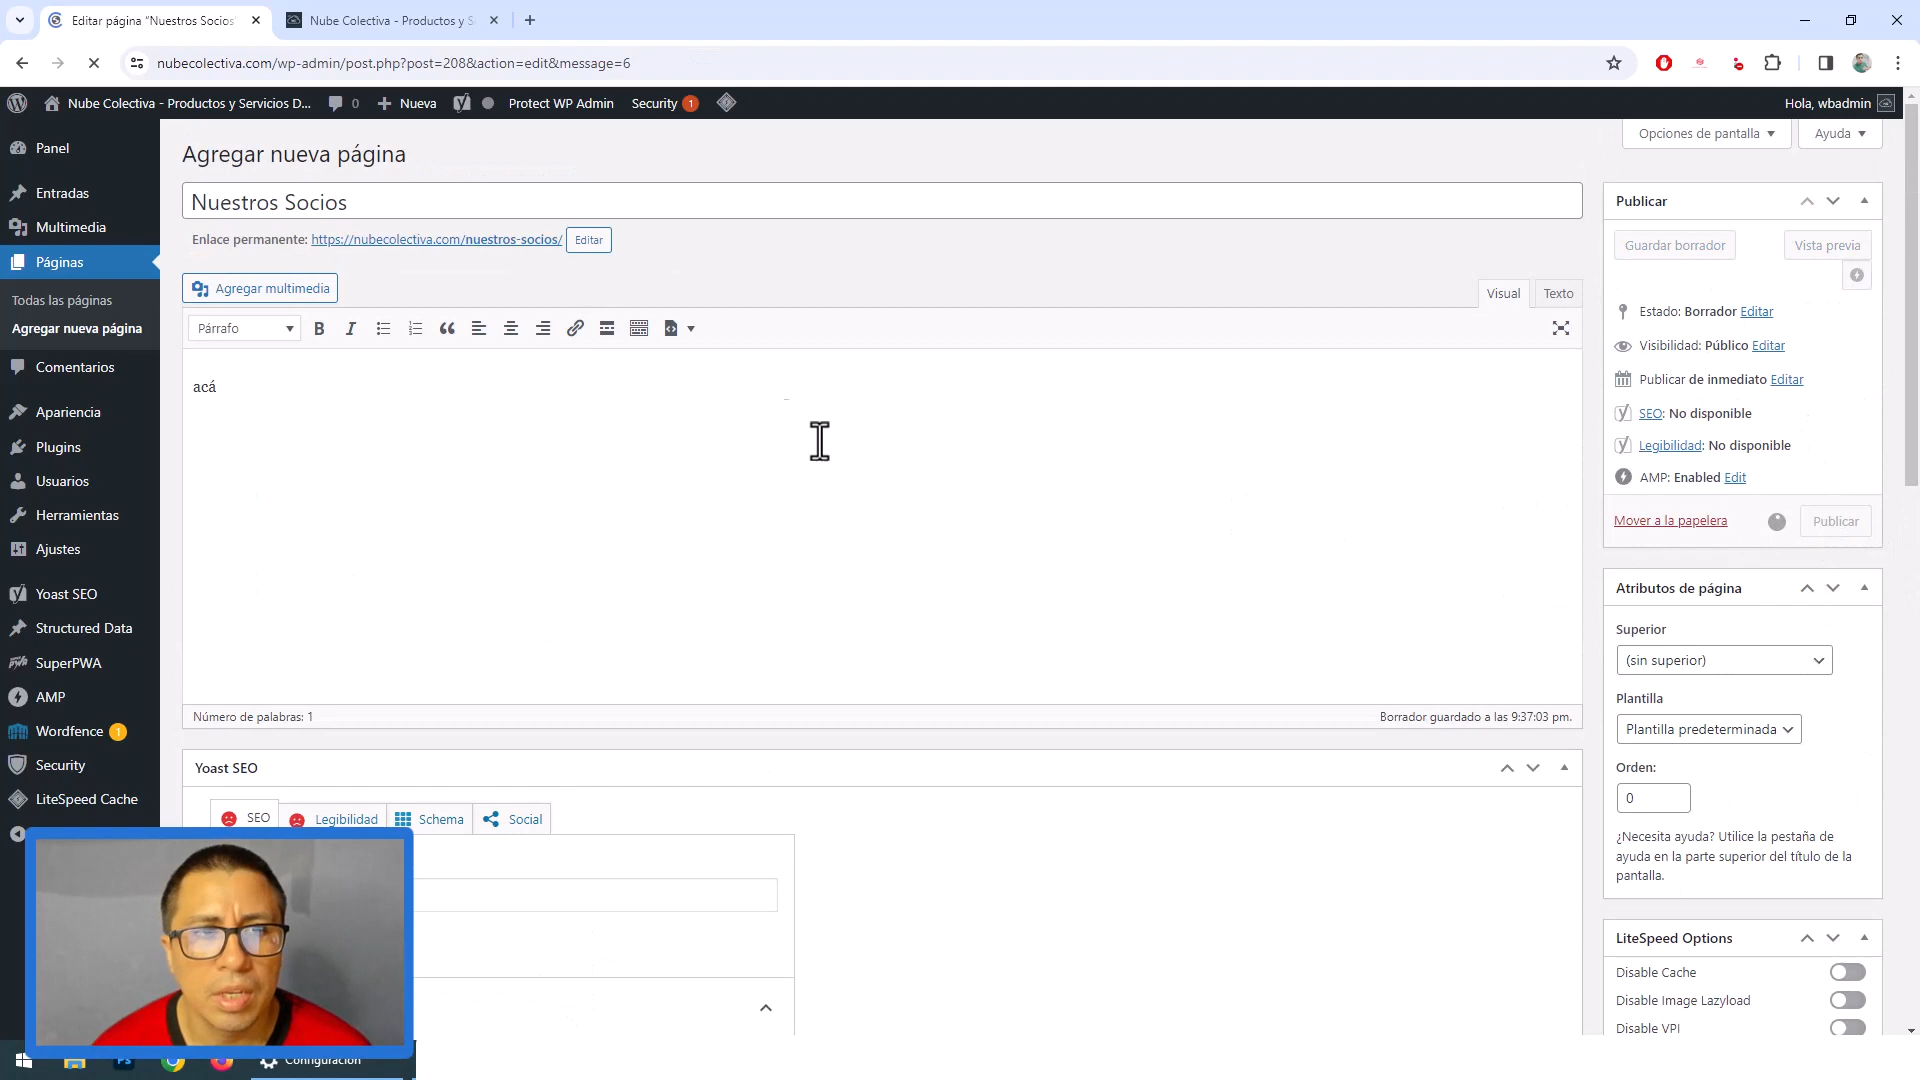 Editar página "Nuestros Socios"
Nube Colectiva - Productos y S
nubecolectiva.com/wp-admin/post.php?post=208&action=edit&message=6
Nube Colectiva - Productos y Servicios D...
0
Nueva
Protect WP Admin
Security 1
Hola, wbadmin
Opciones de pantalla
Ayuda
Panel
Entradas
Multimedia
Páginas
Todas las páginas
Agregar nueva página
Comentarios
Apariencia
Plugins
Usuarios
Herramientas
Ajustes
Yoast SEO
Structured Data
SuperPWA
AMP
Wordfence 1
Security
LiteSpeed Cache
Agregar nueva página
Nuestros Socios
Enlace permanente: https://nubecolectiva.com/nuestros-socios/ Editar
Agregar multimedia
Visual
Texto
Párrafo
acá
Número de palabras: 1
Borrador guardado a las 9:37:03 pm.
Yoast SEO
SEO
Legibilidad
Schema
Social
Publicar
Guardar borrador
Vista previa
Estado: Borrador Editar
Visibilidad: Público Editar
Publicar de inmediato Editar
SEO: No disponible
Legibilidad: No disponible
AMP: Enabled Edit
Mover a la papelera
Publicar
Atributos de página
Superior
(sin superior)
Plantilla
Plantilla predeterminada
Orden:
0
¿Necesita ayuda? Utilice la pestaña de
ayuda en la parte superior del título de la
pantalla.
LiteSpeed Options
Disable Cache
Disable Image Lazyload
Disable VPI
Ps
Configuración